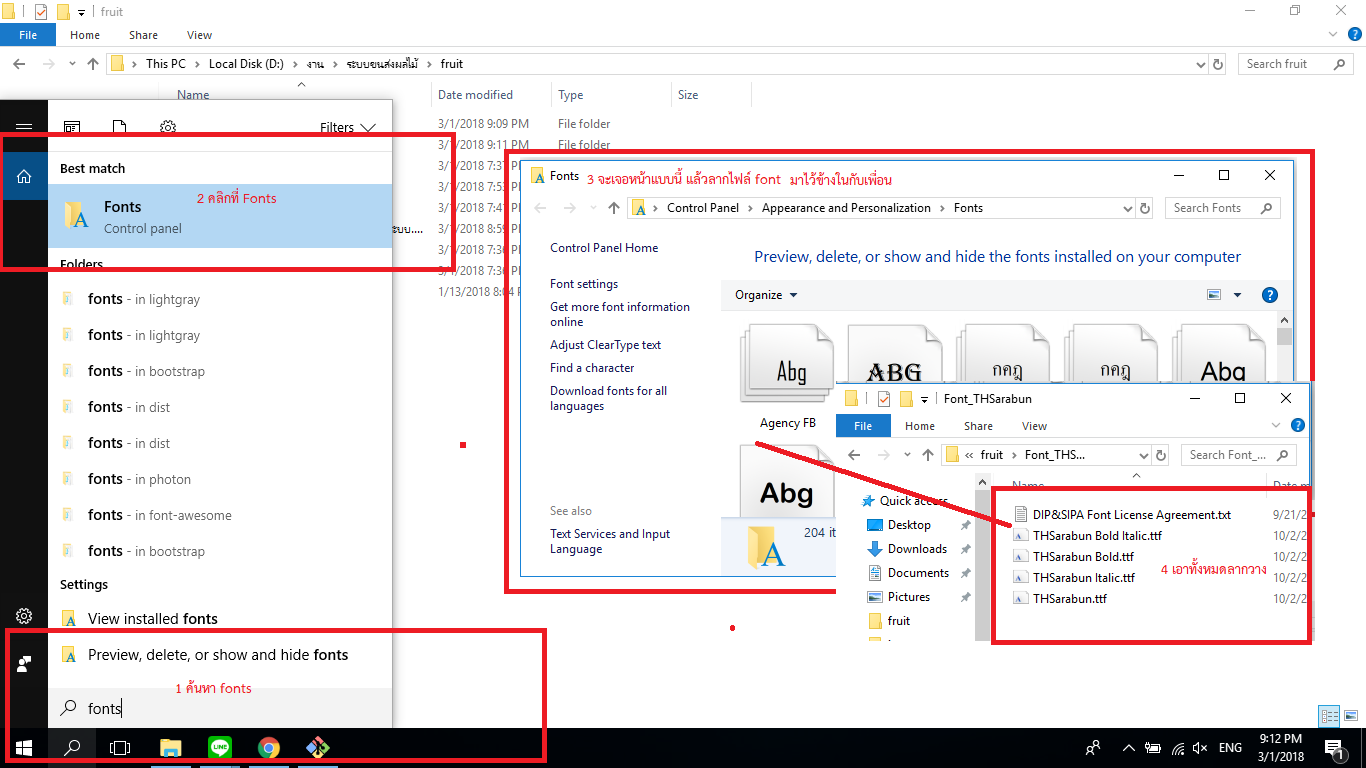 fruit
File Home Share View
This PC > Local Disk (D:) > งาน > ระบบขนส่งผลไม้ > fruit
Search fruit
Name Date modified Type Size
3/1/2018 9:09 PM File folder
3/1/2018 9:11 PM File folder
3/1/2018 7:3
3/1/2018 7:5
3/1/2018 7:4
ระบบ.... 3/1/2018 8:59
3/1/2018 7:30
3/1/2018 7:30
1/13/2018 8:04
Filters
Best match
Fonts
Control panel
2 คลิกที่ Fonts
Folders
fonts - in lightgray
fonts - in lightgray
fonts - in bootstrap
fonts - in dist
fonts - in dist
fonts - in photon
fonts - in font-awesome
fonts - in bootstrap
Settings
View installed fonts
Preview, delete, or show and hide fonts
1 ค้นหา fonts
fonts
Fonts
3 จะเจอหน้าแบบนี้ แล้วลากไฟล์ font มาไว้ข้างในกับเพื่อน
Control Panel > Appearance and Personalization > Fonts
Search Fonts
Control Panel Home
Font settings
Get more font information
online
Adjust ClearType text
Find a character
Download fonts for all
languages
See also
Text Services and Input
Language
Preview, delete, or show and hide the fonts installed on your computer
Organize
Abg ABG กคฎ กคฎ Abg
Agency FB
Abg
204 it
Font_THSarabun
File Home Share View
« fruit > Font_THS...
Search Font_...
Name Date m
Quick access
Desktop
Downloads
Documents
Pictures
fruit
DIP&SIPA Font License Agreement.txt 9/21/2
THSarabun Bold Italic.ttf 10/2/2
THSarabun Bold.ttf 10/2/2
THSarabun Italic.ttf 10/2/2
THSarabun.ttf 10/2/2
4 เอาทั้งหมดลากวาง
LINE
ENG
9:12 PM
3/1/2018
1